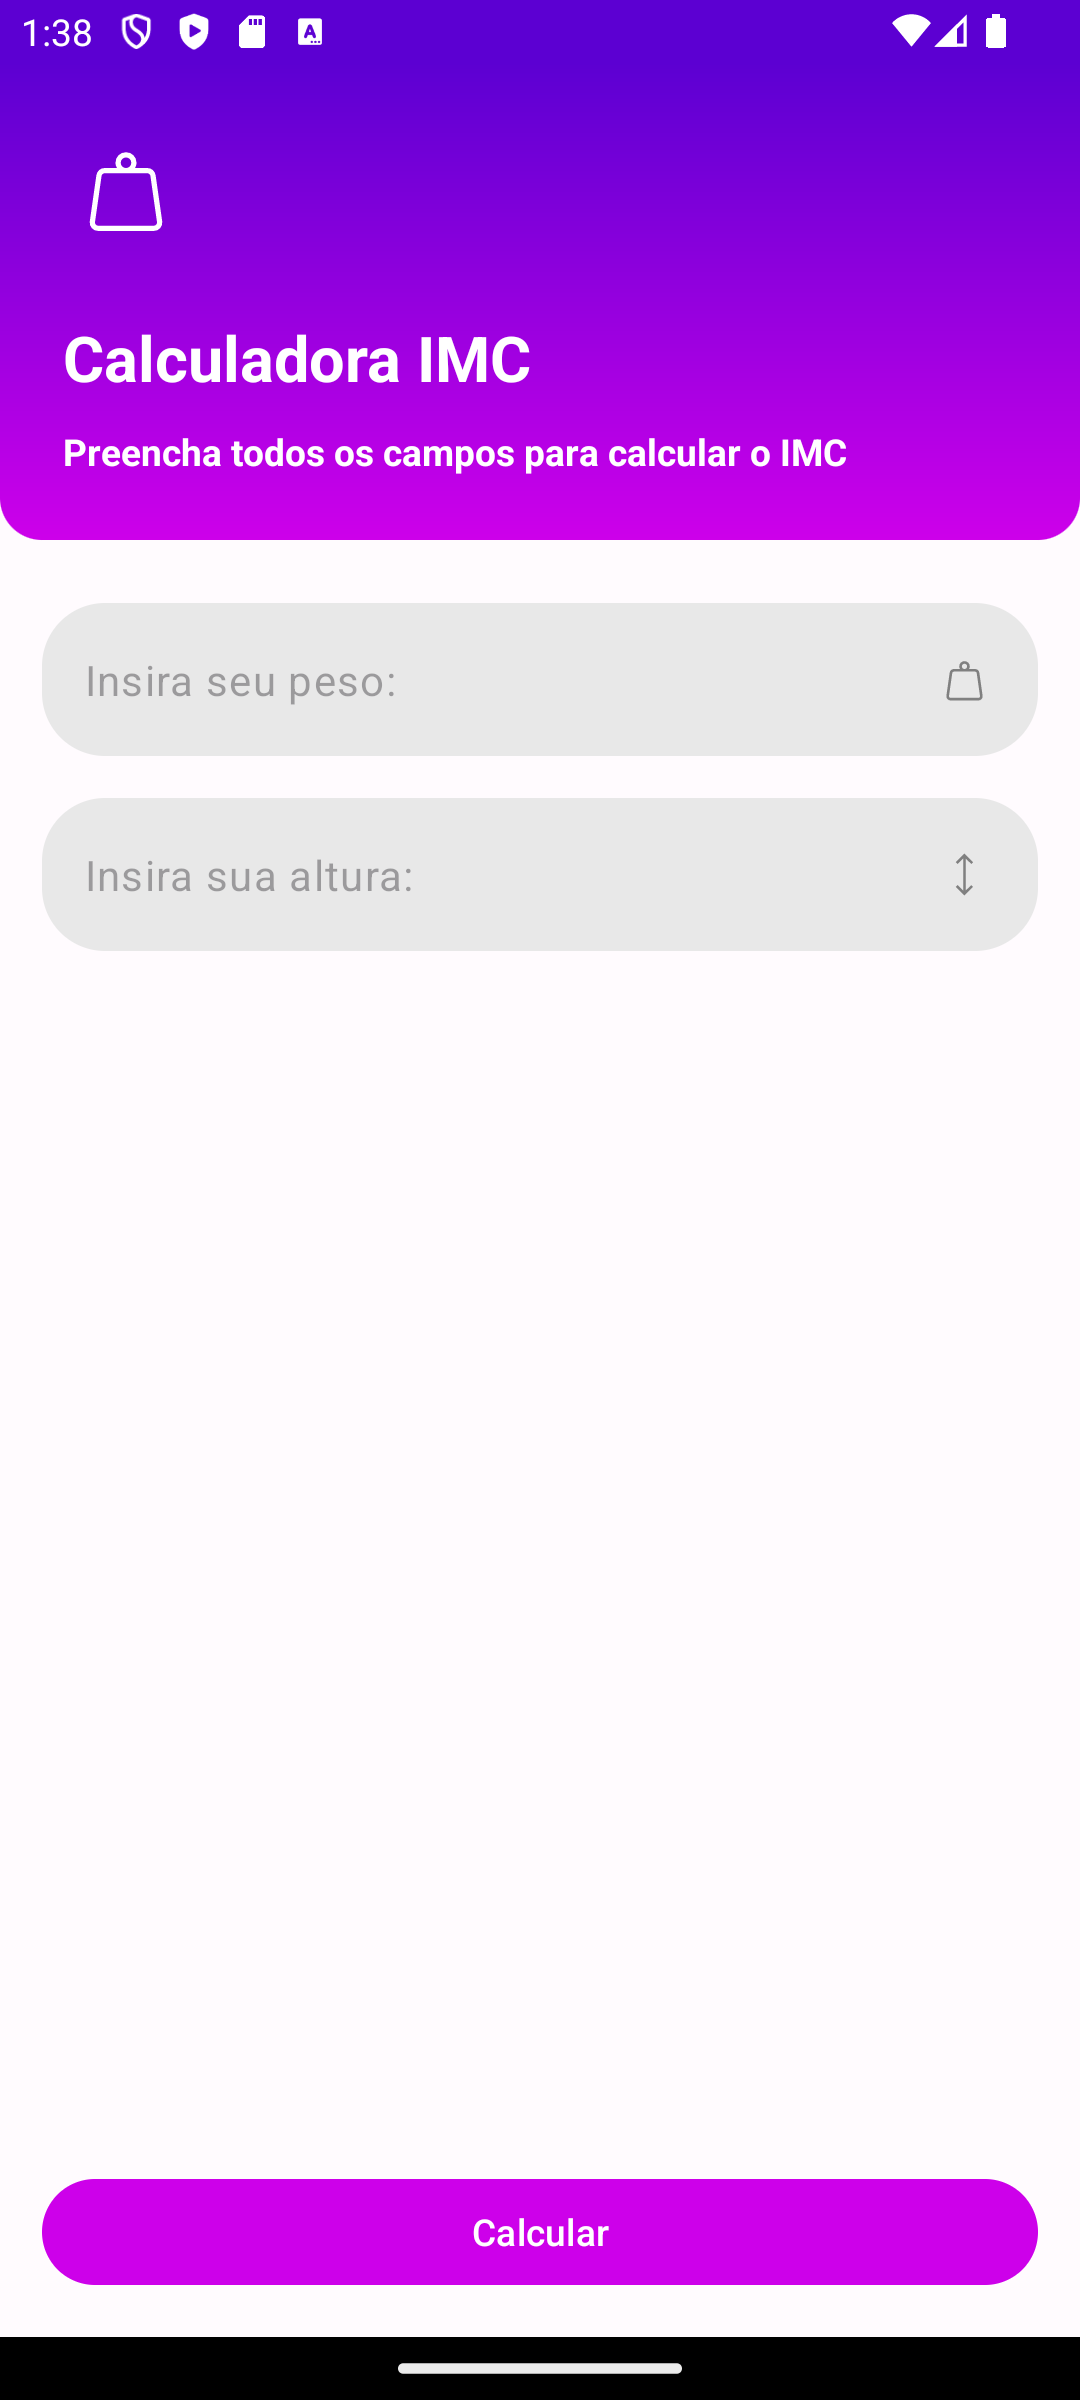 1:38
Calculadora IMC
Preencha todos os campos para calcular o IMC
Insira seu peso:
Insira sua altura:
Calcular